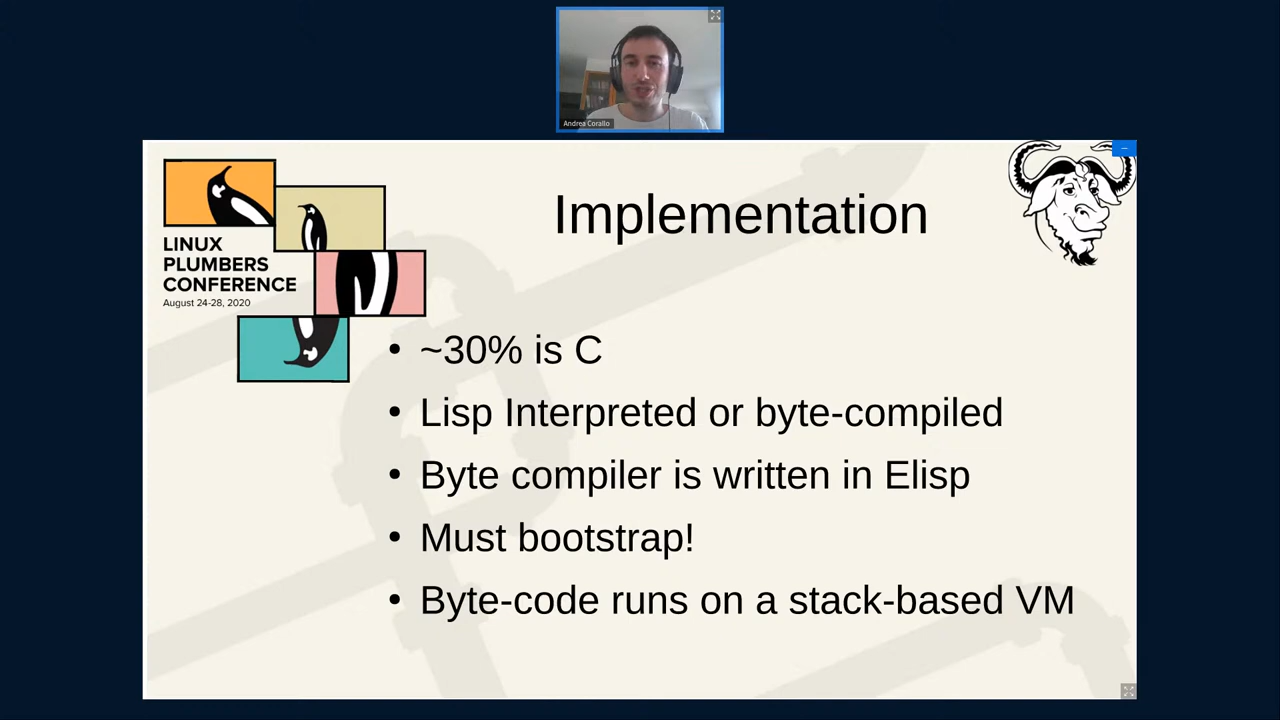 Andrea Corallo
LINUX
PLUMBERS
CONFERENCE
August 24-28, 2020
Implementation
• ~30% is C
• Lisp Interpreted or byte-compiled
• Byte compiler is written in Elisp
• Must bootstrap!
• Byte-code runs on a stack-based VM